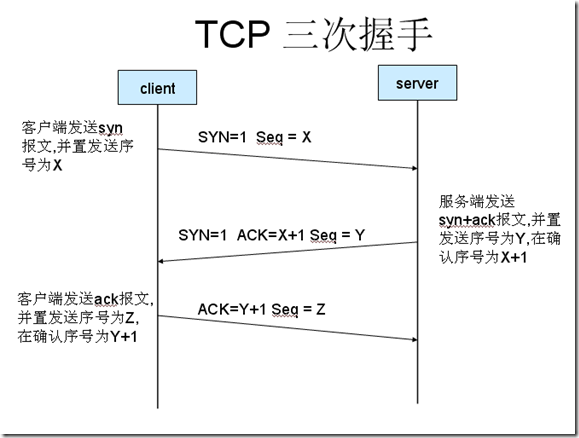 TCP 三次握手
client
server
客户端发送syn
报文,并置发送序
号为X
SYN=1 Seq = X
服务端发送
syn+ack报文,并置
发送序号为Y,在确
认序号为X+1
SYN=1 ACK=X+1 Seq = Y
客户端发送ack报文,
并置发送序号为Z,
在确认序号为Y+1
ACK=Y+1 Seq = Z